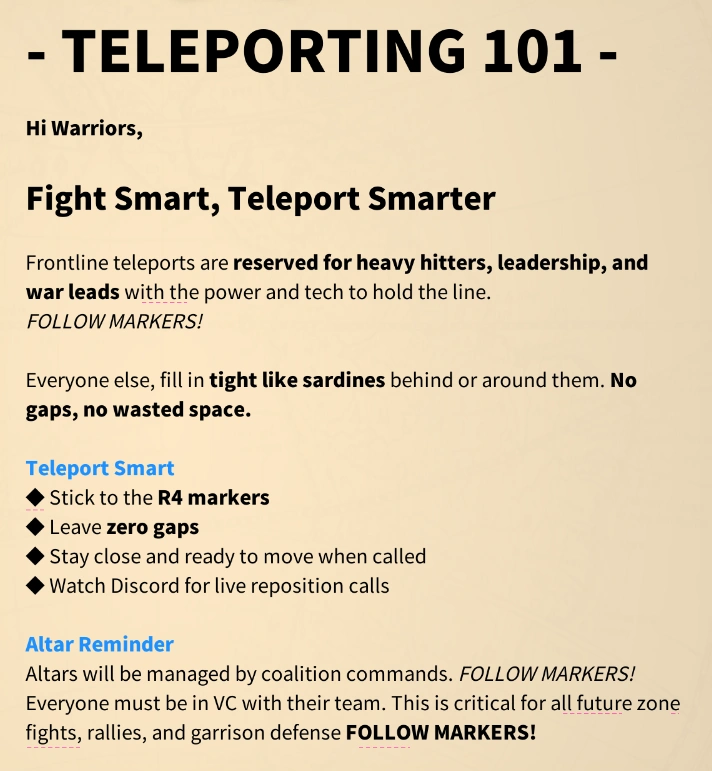 - TELEPORTING 101 -
Hi Warriors,
Fight Smart, Teleport Smarter
Frontline teleports are reserved for heavy hitters, leadership, and
war leads with the power and tech to hold the line.
FOLLOW MARKERS!
Everyone else, fill in tight like sardines behind or around them. No
gaps, no wasted space.
Teleport Smart
◆ Stick to the R4 markers
◆ Leave zero gaps
◆ Stay close and ready to move when called
◆ Watch Discord for live reposition calls
Altar Reminder
Altars will be managed by coalition commands. FOLLOW MARKERS!
Everyone must be in VC with their team. This is critical for all future zone
fights, rallies, and garrison defense FOLLOW MARKERS!